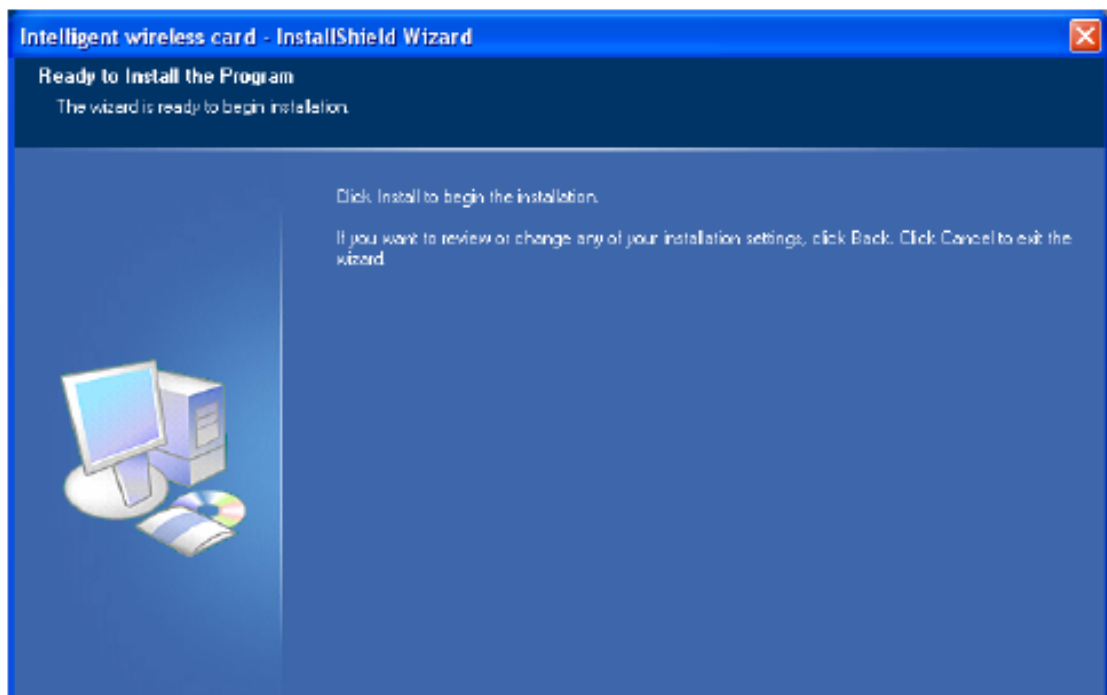 Intelligent wireless card - InstallShield Wizard
Ready to Install the Program
The wizard is ready to begin installation.
Click Install to begin the installation.
If you want to review or change any of your installation settings, click Back. Click Cancel to exit the
wizard.